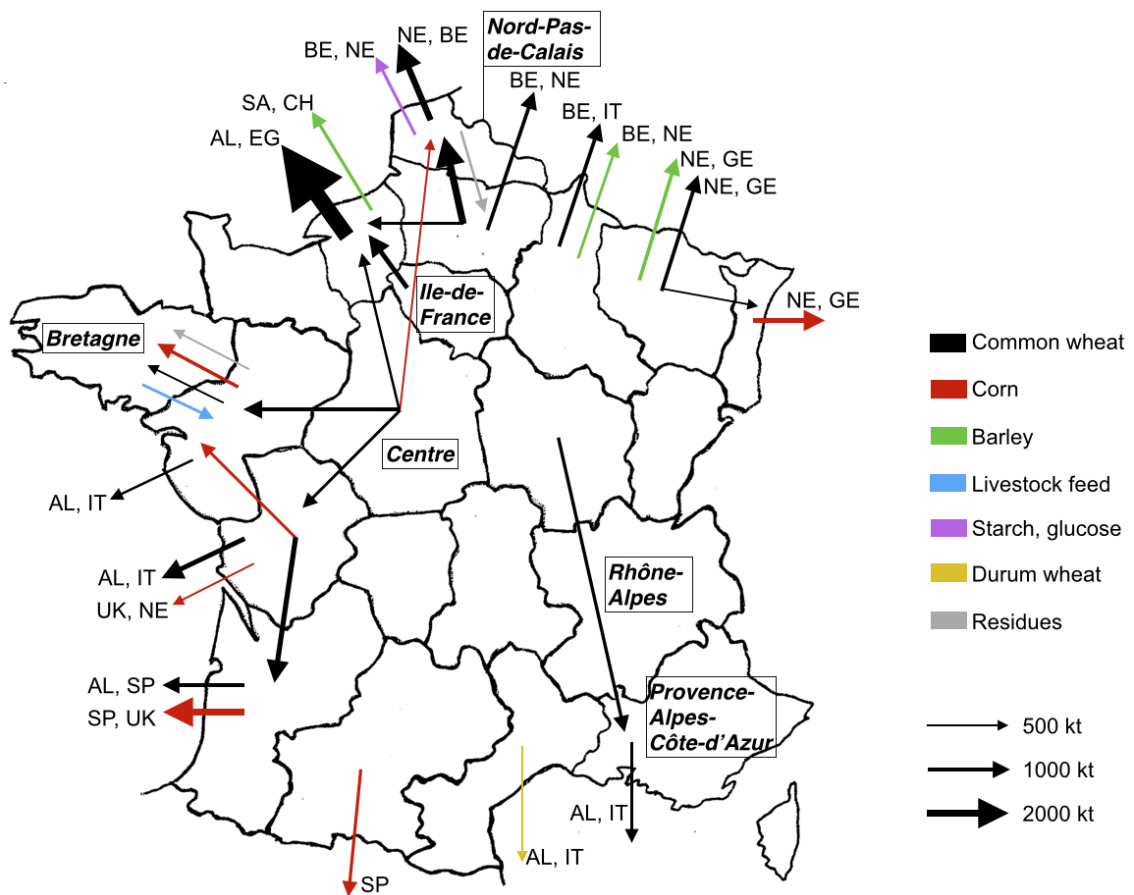 NE, BE
Nord-Pas-
de-Calais
BE, NE
BE, NE
SA, CH
BE, IT
AL, EG
BE, NE
NE, GE
NE, GE
Ile-de-
France
NE, GE
Bretagne
Common wheat
Corn
Centre
Barley
Livestock feed
AL, IT
Starch, glucose
AL, IT
Rhône-
Alpes
Durum wheat
UK, NE
Residues
AL, SP
SP, UK
Provence-
Alpes-
Côte-d'Azur
500 kt
1000 kt
2000 kt
AL, IT
AL, IT
SP